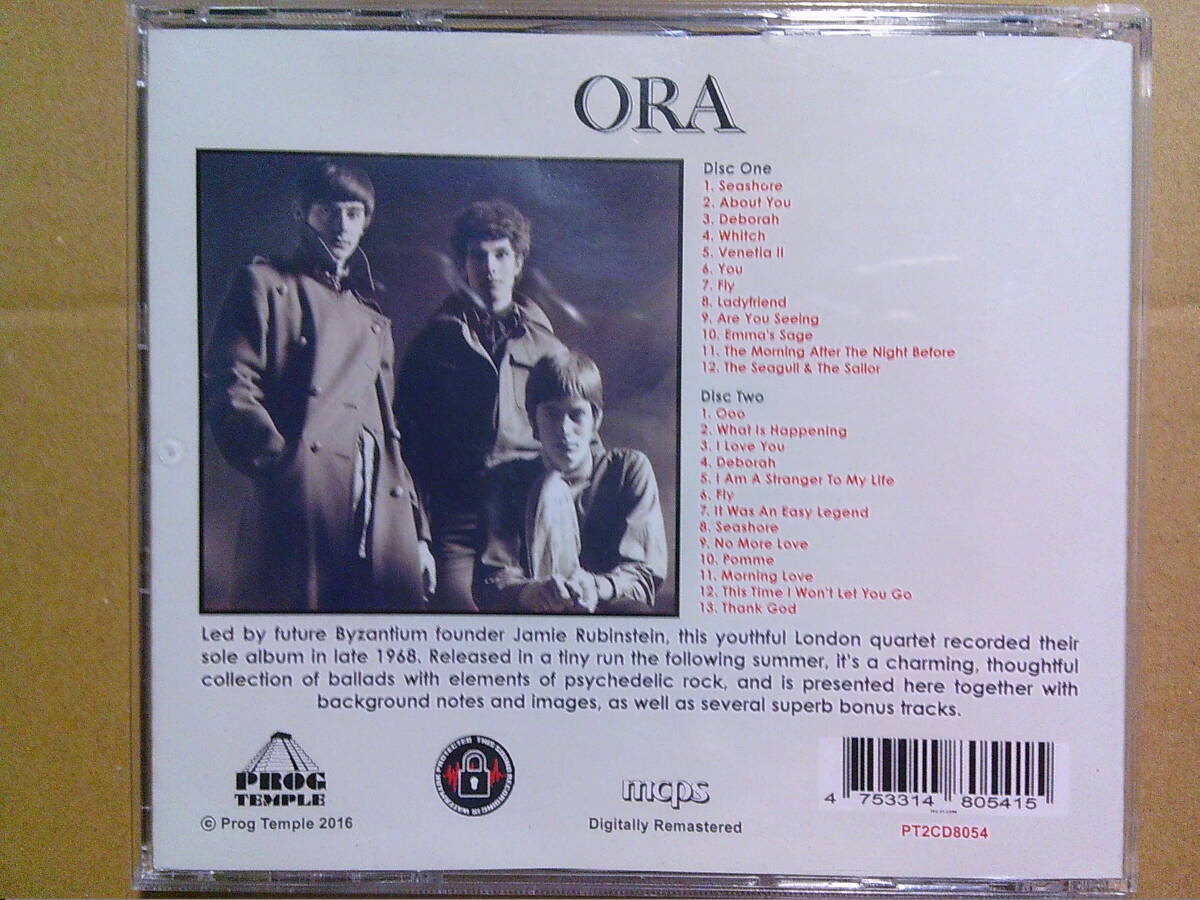 ORA
Disc One
1. Seashore
2. About You
3. Deborah
4. Whitch
5. Venetia II
6. You
7. Fly
8. Ladyfriend
9. Are You Seeing
10. Emma's Sage
11. The Morning After The Night Before
12. The Seagull & The Sailor
Disc Two
1. Ooo
2. What Is Happening
3. I Love You
4. Deborah
5. I Am A Stranger To My Life
6. Fly
7. It Was An Easy Legend
8. Seashore
9. No More Love
10. Pomme
11. Morning Love
12. This Time I Won't Let You Go
13. Thank God
Led by future Byzantium founder Jamie Rubinstein, this youthful London quartet recorded their
sole album in late 1968. Released in a tiny run the following summer, it's a charming, thoughtful
collection of ballads with elements of psychedelic rock, and is presented here together with
background notes and images, as well as several superb bonus tracks.
PROG
TEMPLE
© Prog Temple 2016
THIS SOUND RECORDING IS WATERMARK PROTECTED
mcps
Digitally Remastered
4 753314 805415
PT2CD8054